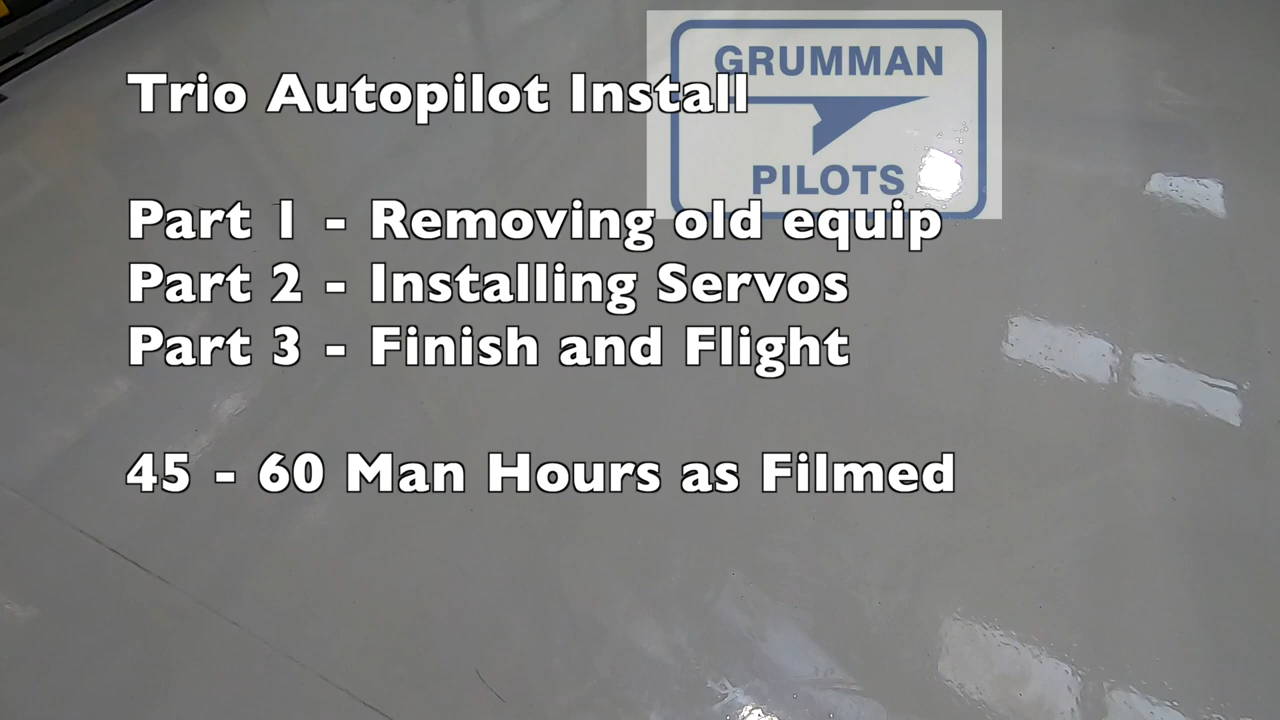 GRUMMAN
PILOTS
Trio Autopilot Install
Part 1 - Removing old equip
Part 2 - Installing Servos
Part 3 - Finish and Flight
45 - 60 Man Hours as Filmed